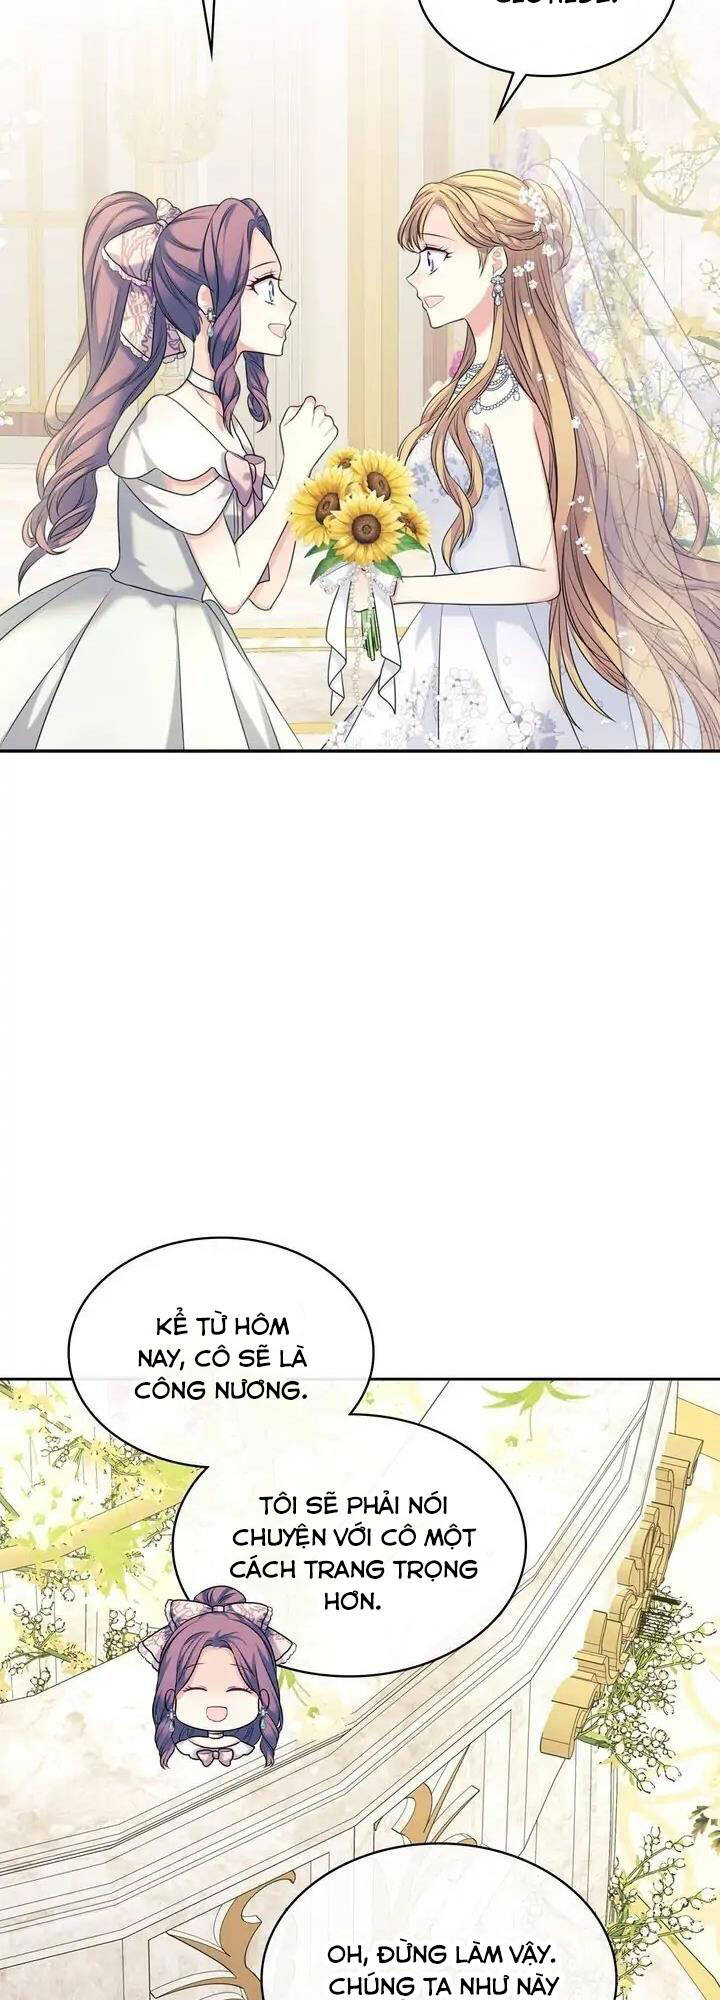 KỂ TỪ HÔM
NAY, CÔ SẼ LÀ
CÔNG NƯƠNG.
TÔI SẼ PHẢI NÓI
CHUYỆN VỚI CÔ MỘT
CÁCH TRANG TRỌNG
HƠN.
OH, ĐỪNG LÀM VẬY.
CHÚNG TA NHƯ NÀY